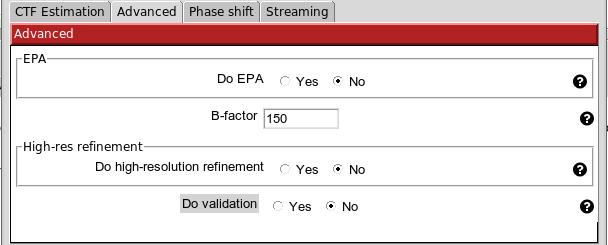 CTF Estimation Advanced Phase shift Streaming
Advanced
EPA
Do EPA Yes No ?
B-factor 150 ?
High-res refinement
Do high-resolution refinement Yes No ?
Do validation Yes No ?